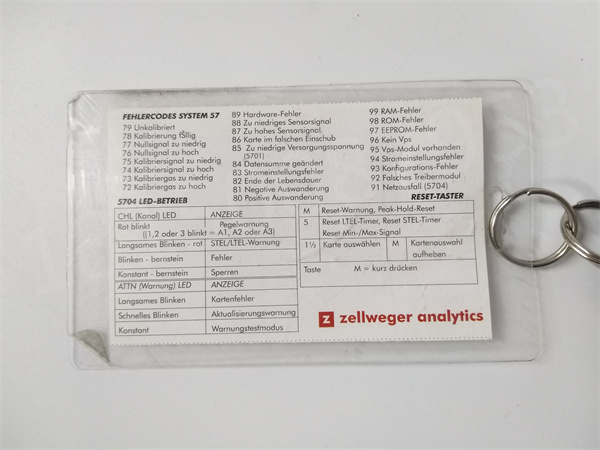 FEHLERCODES SYSTEM 57
79 Unkalibriert
78 Kalibrierung fšllig
77 Nullsignal zu niedrig
76 Nullsignal zu hoch
75 Kalibriersignal zu niedrig
74 Kalibriersignal zu hoch
73 Kalibriergas zu niedrig
72 Kalibriergas zu hoch
89 Hardware-Fehler
88 Zu niedriges Sensorsignal
87 Zu hohes Sensorsignal,
86 Karte im falschen Einschub
85 Zu niedrige Versorgungsspannung
(5701)
84 Datensumme geändert
83 Stromeinstellungsfehler
82 Ende der Lebensdauer
81 Negative Auswanderung
80 Positive Auswanderung
99 RAM-Fehler
98 ROM-Fehler
97 EEPROM-Fehler
96 Kein Vps
95 Vps-Modul vorhanden
94 Stromeinstellungsfehler
93 Konfigurations-Fehler
92 Falsches Treibermodul
91 Netzausfall (5704)
5704 LED-BETRIEB
CHL (Kanal) LED ANZEIGE
Rot blinkt Pegelwarnung
((1,2 oder 3 blinkt = A1, A2 oder A3)
Langsames Blinken - rot STEL/LTEL-Warnung
Blinken - bernstein Fehler
Konstant - bernstein Sperren
ATTN (Warnung) LED ANZEIGE
Langsames Blinken Kartenfehler
Schnelles Blinken Aktualisierungswarnung
Konstant Warnungstestmodus
RESET-TASTER
M Reset-Warnung, Peak-Hold-Reset
5 Reset LTEL-Timer, Reset STEL-Timer
Reset Min-/Max-Signal
1½ Karte auswählen M Kartenauswahl
aufheben
Taste M = kurz drücken
z zellweger analytics